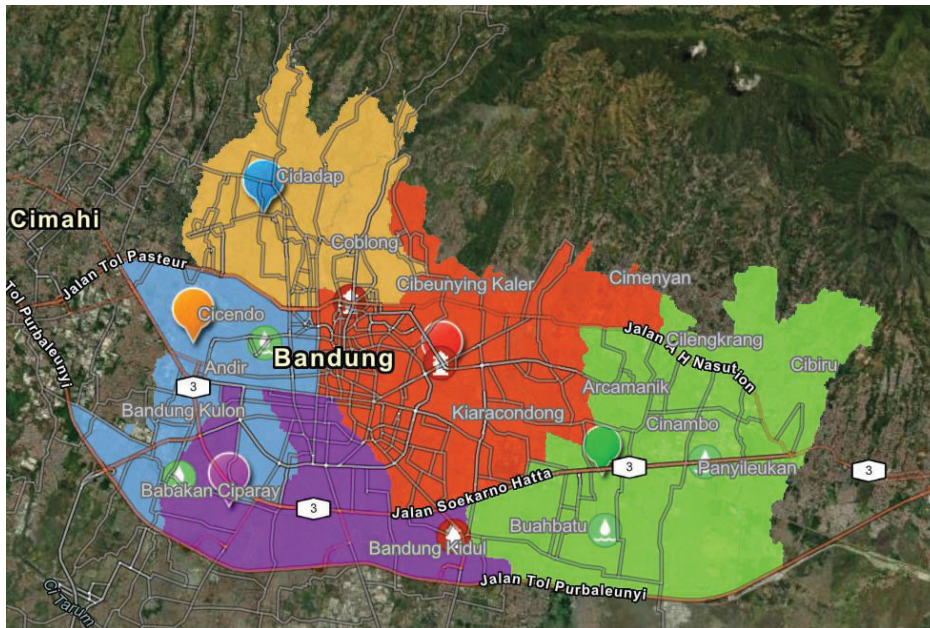 Cidadap
Cimahi
Coblong
Jalan Tol Pasteur
Cibeunying Kaler
Cimenyan
Tol Purbaleunyi
Cicendo
Jalan A H Nasution
Cilengkrang
Bandung
Andir
Cibiru
3
Arcamanik
Bandung Kulon
Kiaracondong
Cinambo
3
Panyileukan
3
Babakan Ciparay
Jalan Soekarno Hatta
3
Buahbatu
Bandung Kidul
Jalan Tol Purbaleunyi
Ci Tarum